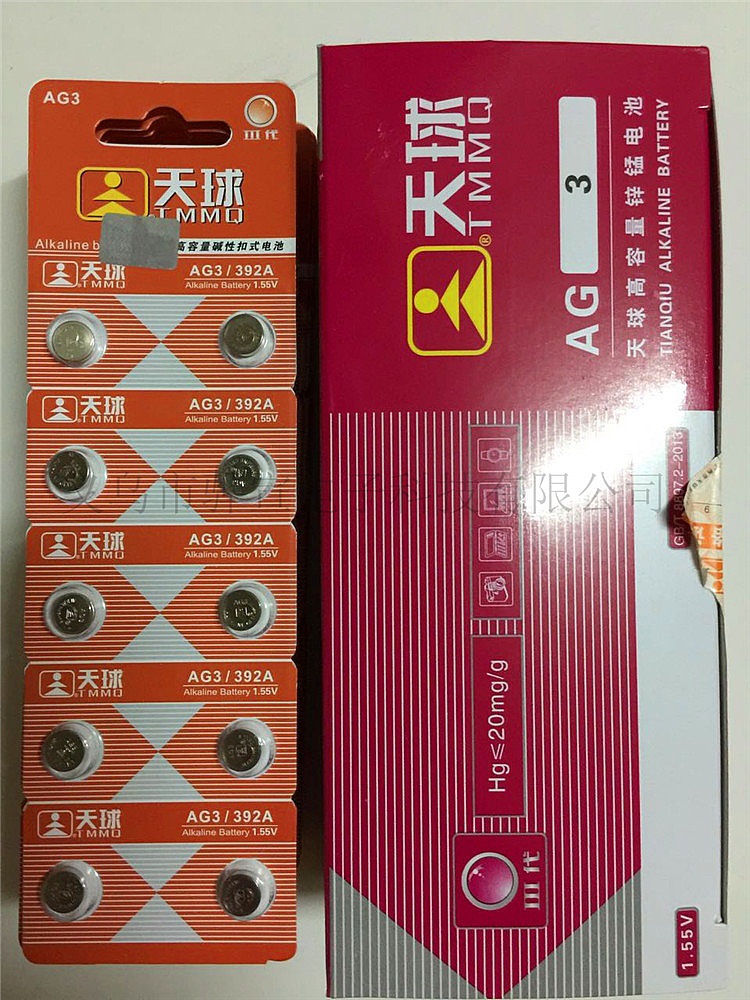 AG3
III代
天球
TMMQ
Alkaline b
高容量碱性扣式电池
天球
TMMQ
AG3 / 392A
Alkaline Battery 1.55V
天球
TMMQ
AG3 / 392A
Alkaline Battery 1.55V
天球
TMMQ
AG3 / 392A
Alkaline Battery 1.55V
天球
TMMQ
AG3 / 392A
Alkaline Battery 1.55V
天球
TMMQ
AG3 / 392A
Alkaline Battery 1.55V
天球
TMMQ®
AG 3
天球高容量锌锰电池
TIANQIU ALKALINE BATTERY
GB/T 8897.2-2013
Hg≤20mg/g
III代
1.55V